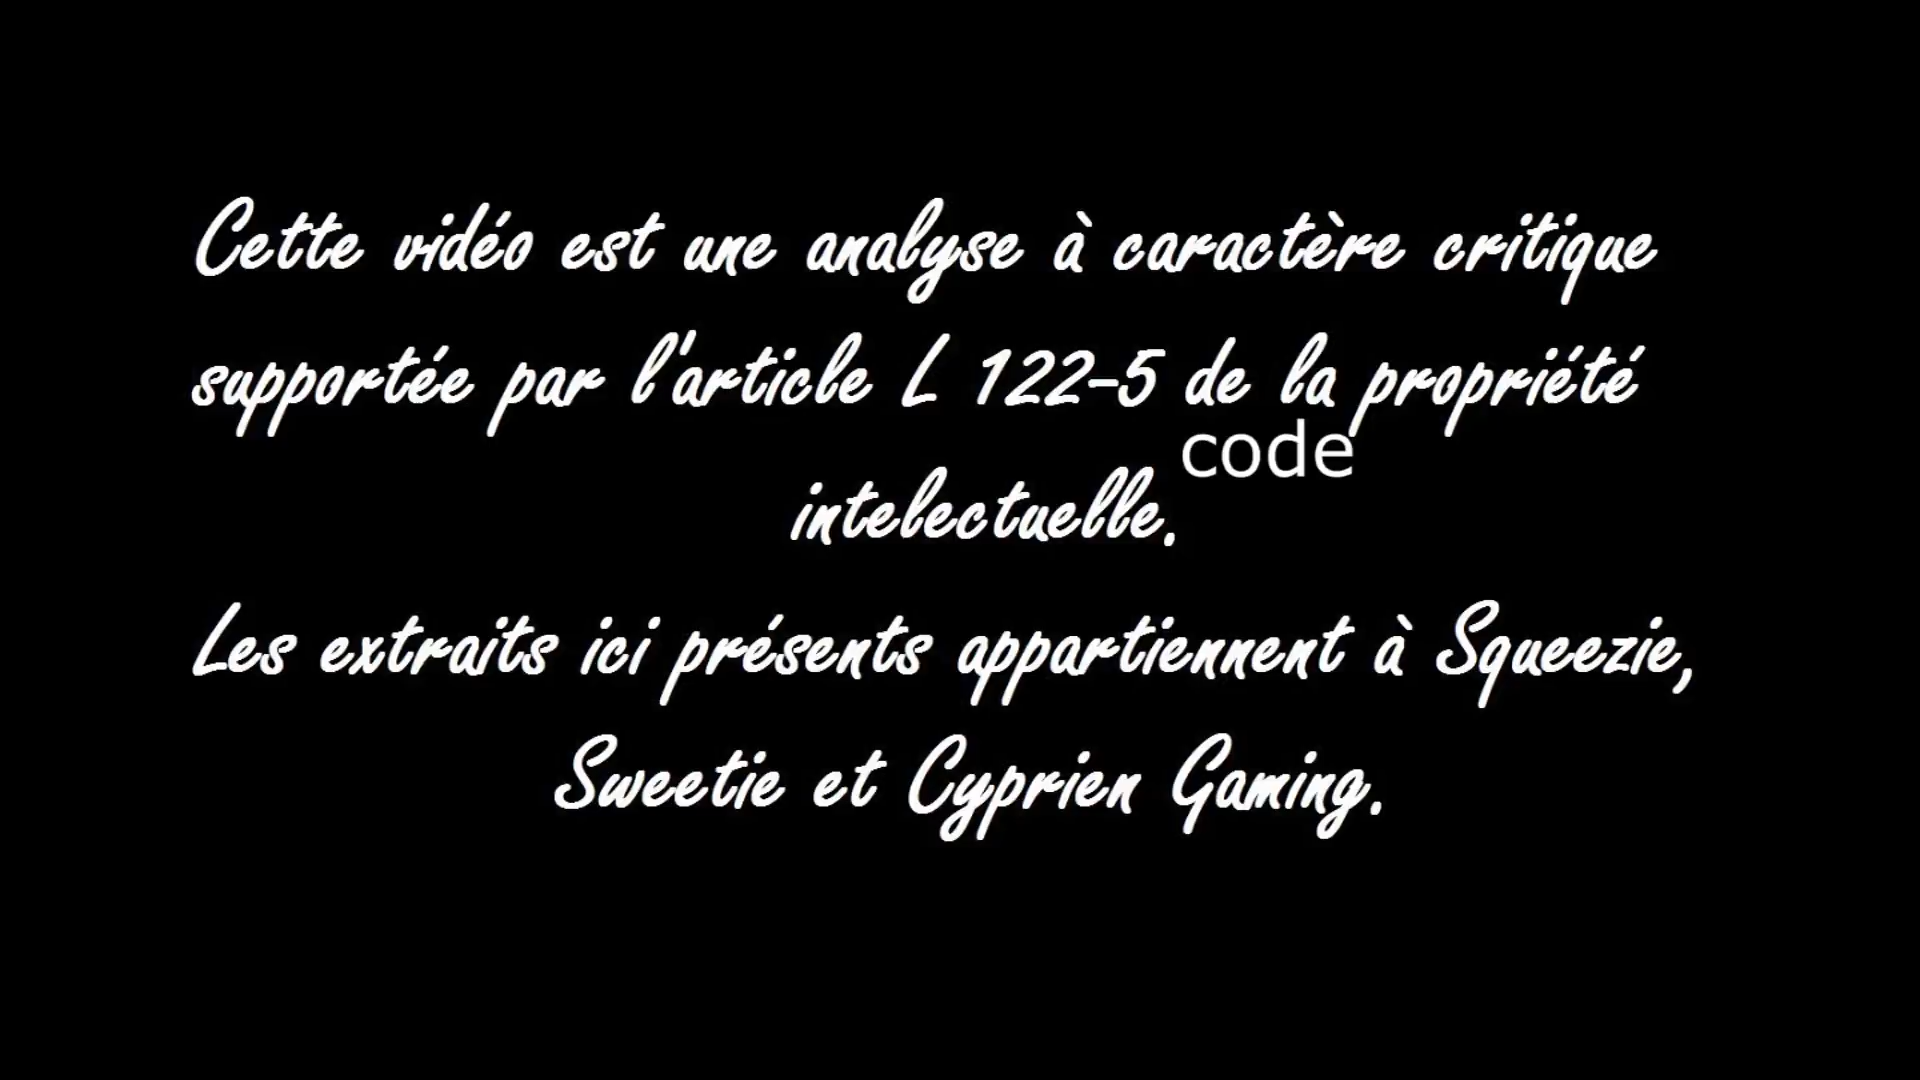 Cette vidéo est une analyse à caractère critique
supportée par l'article L 122-5 de la propriété
code
intelectuelle.
Les extraits ici présents appartiennent à Squeezie,
Sweetie et Cyprien Gaming.